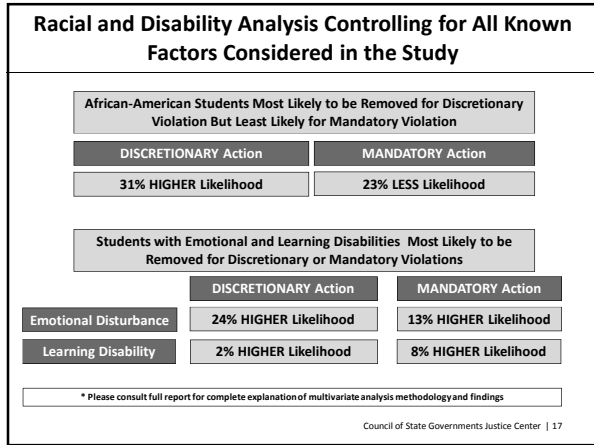 Racial and Disability Analysis Controlling for All Known
Factors Considered in the Study
African-American Students Most Likely to be Removed for Discretionary
Violation But Least Likely for Mandatory Violation
DISCRETIONARY Action MANDATORY Action
31% HIGHER Likelihood 23% LESS Likelihood
Students with Emotional and Learning Disabilities Most Likely to be
Removed for Discretionary or Mandatory Violations
DISCRETIONARY Action MANDATORY Action
Emotional Disturbance 24% HIGHER Likelihood 13% HIGHER Likelihood
Learning Disability 2% HIGHER Likelihood 8% HIGHER Likelihood
* Please consult full report for complete explanation of multivariate analysis methodology and findings
Council of State Governments Justice Center | 17